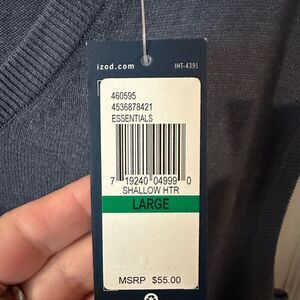 izod.com IHT-4391
460595
4536878421
ESSENTIALS
7 19240 04999 0
SHALLOW HTR
LARGE
MSRP $55.00